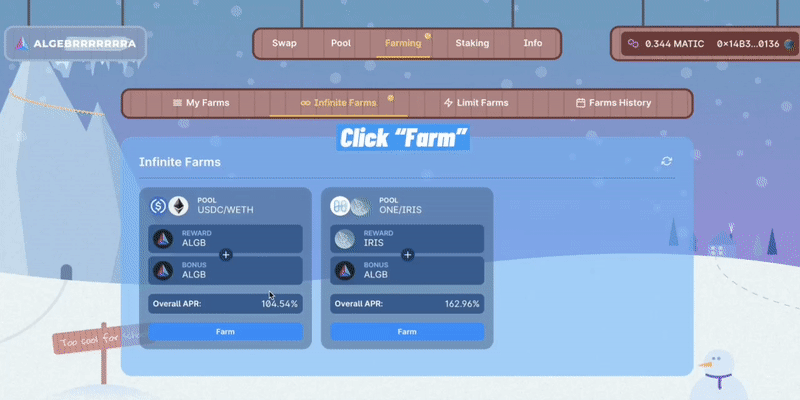 ALGEBRRRRRRRA
Swap Pool Farming Staking Info
0.344 MATIC 0×14B3...0136
My Farms Infinite Farms Limit Farms Farms History
Click “Farm”
Infinite Farms
POOL
USDC/WETH
REWARD
ALGB
BONUS
ALGB
Overall APR: 104.54%
Farm
POOL
ONE/IRIS
REWARD
IRIS
BONUS
ALGB
Overall APR: 162.96%
Farm
Too cool for